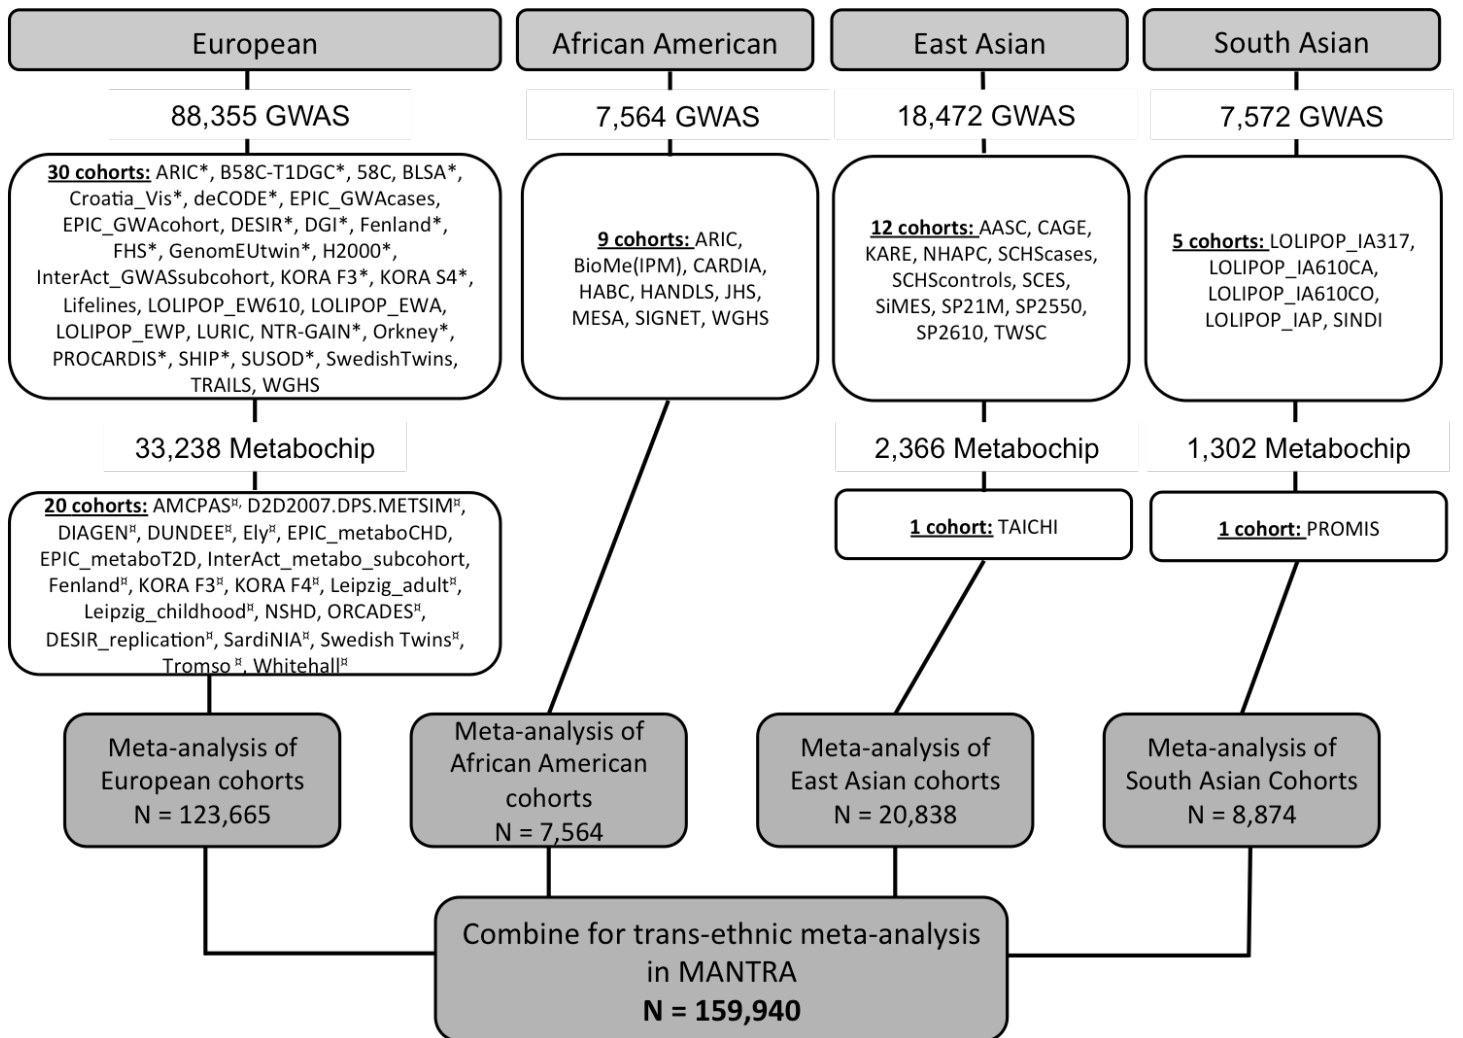 European
88,355 GWAS
30 cohorts: ARIC*, B58C-T1DGC*, 58C, BLSA*,
Croatia_Vis*, deCODE*, EPIC_GWAcases,
EPIC_GWAcohort, DESIR*, DGI*, Fenland*,
FHS*, GenomEUtwin*, H2000*,
InterAct_GWASsubcohort, KORA F3*, KORA S4*,
Lifelines, LOLIPOP_EW610, LOLIPOP_EWA,
LOLIPOP_EWP, LURIC, NTR-GAIN*, Orkney*,
PROCARDIS*, SHIP*, SUSOD*, SwedishTwins,
TRAILS, WGHS
33,238 Metabochip
20 cohorts: AMCPAS¤, D2D2007.DPS.METSIM¤,
DIAGEN¤, DUNDEE¤, Ely¤, EPIC_metaboCHD,
EPIC_metaboT2D, InterAct_metabo_subcohort,
Fenland¤, KORA F3¤, KORA F4¤, Leipzig_adult¤,
Leipzig_childhood¤, NSHD, ORCADES¤,
DESIR_replication¤, SardiNIA¤, Swedish Twins¤,
Tromso¤, Whitehall¤
Meta-analysis of
European cohorts
N = 123,665
African American
7,564 GWAS
9 cohorts: ARIC,
BioMe(IPM), CARDIA,
HABC, HANDLS, JHS,
MESA, SIGNET, WGHS
Meta-analysis of
African American
cohorts
N = 7,564
East Asian
18,472 GWAS
12 cohorts: AASC, CAGE,
KARE, NHAPC, SCHScases,
SCHScontrols, SCES,
SiMES, SP21M, SP2550,
SP2610, TWSC
2,366 Metabochip
1 cohort: TAICHI
Meta-analysis of
East Asian cohorts
N = 20,838
South Asian
7,572 GWAS
5 cohorts: LOLIPOP_IA317,
LOLIPOP_IA610CA,
LOLIPOP_IA610CO,
LOLIPOP_IAP, SINDI
1,302 Metabochip
1 cohort: PROMIS
Meta-analysis of
South Asian Cohorts
N = 8,874
Combine for trans-ethnic meta-analysis
in MANTRA
N = 159,940